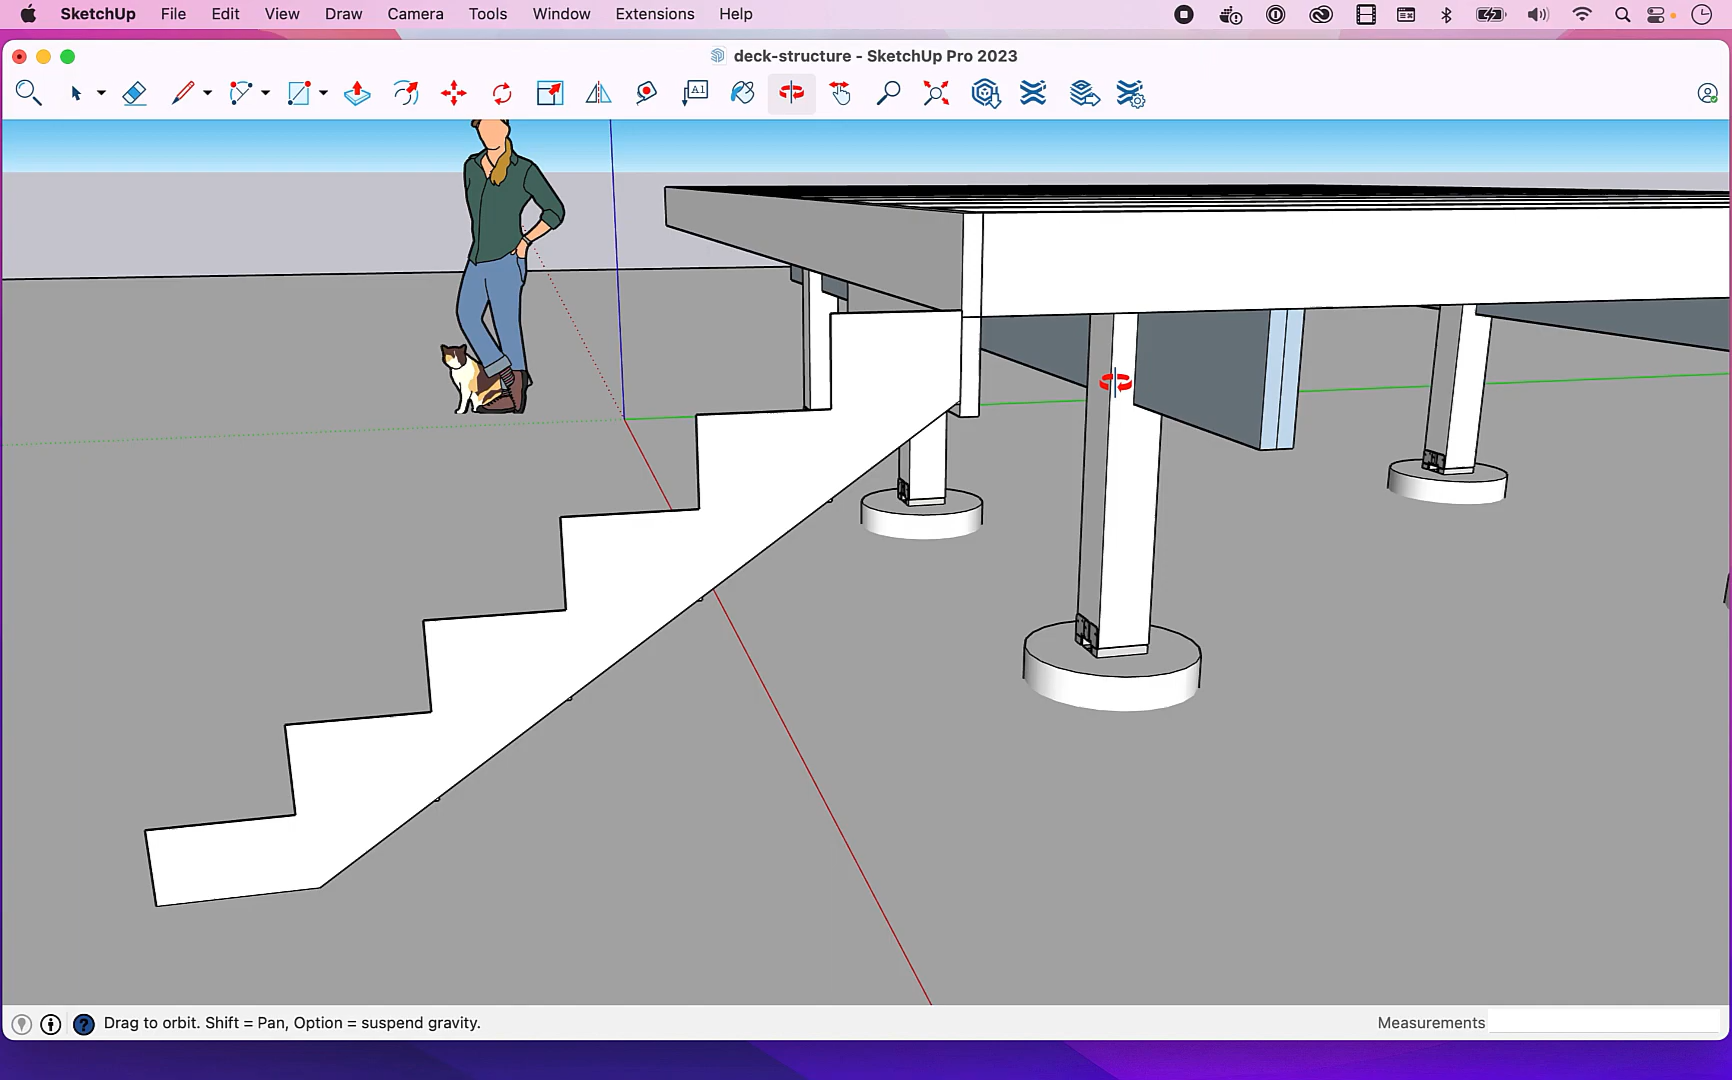 SketchUp File Edit View Draw Camera Tools Window Extensions Help
deck-structure - SketchUp Pro 2023
A1
Drag to orbit. Shift = Pan, Option = suspend gravity.
Measurements